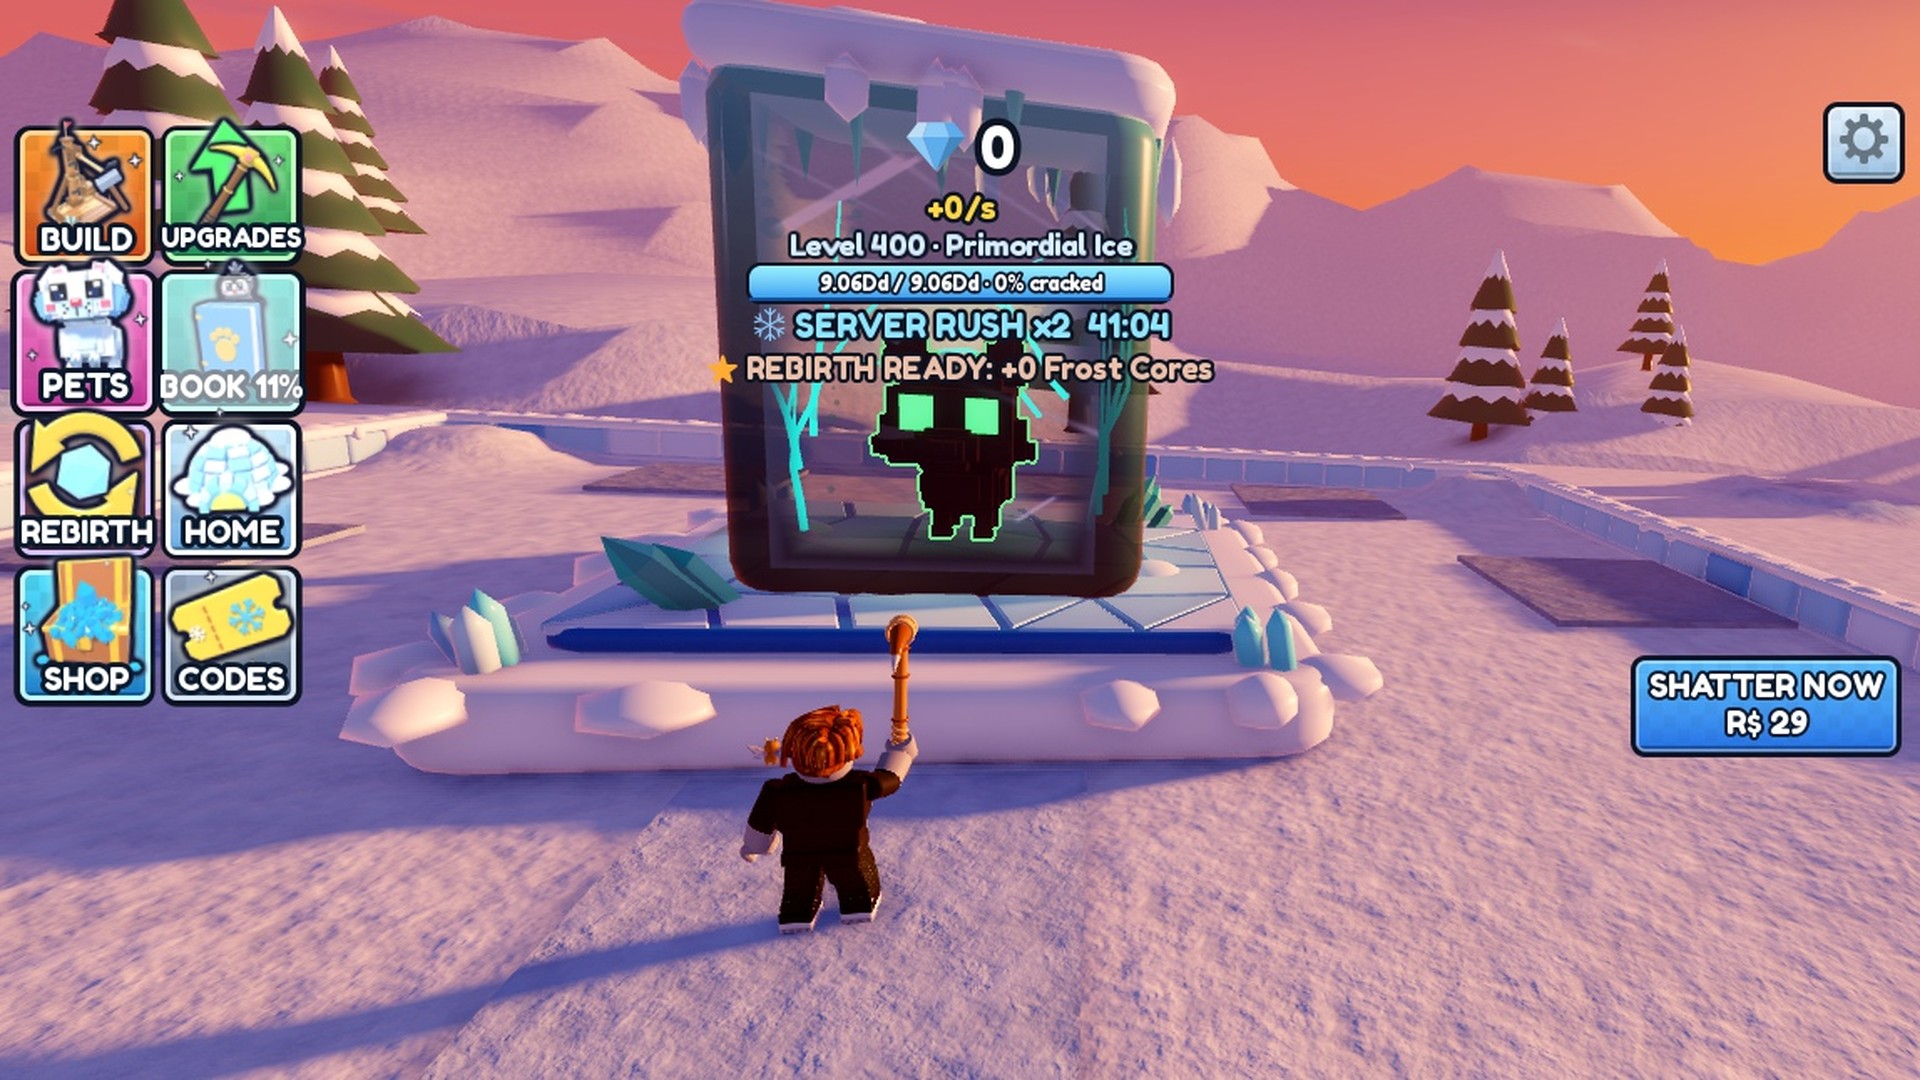 0
+0/s
Level 400 · Primordial Ice
9.06Dd / 9.06Dd · 0% cracked
SERVER RUSH x2 41:04
REBIRTH READY: +0 Frost Cores
BUILD
UPGRADES
PETS
BOOK 11%
REBIRTH
HOME
SHOP
CODES
SHATTER NOW
R$ 29